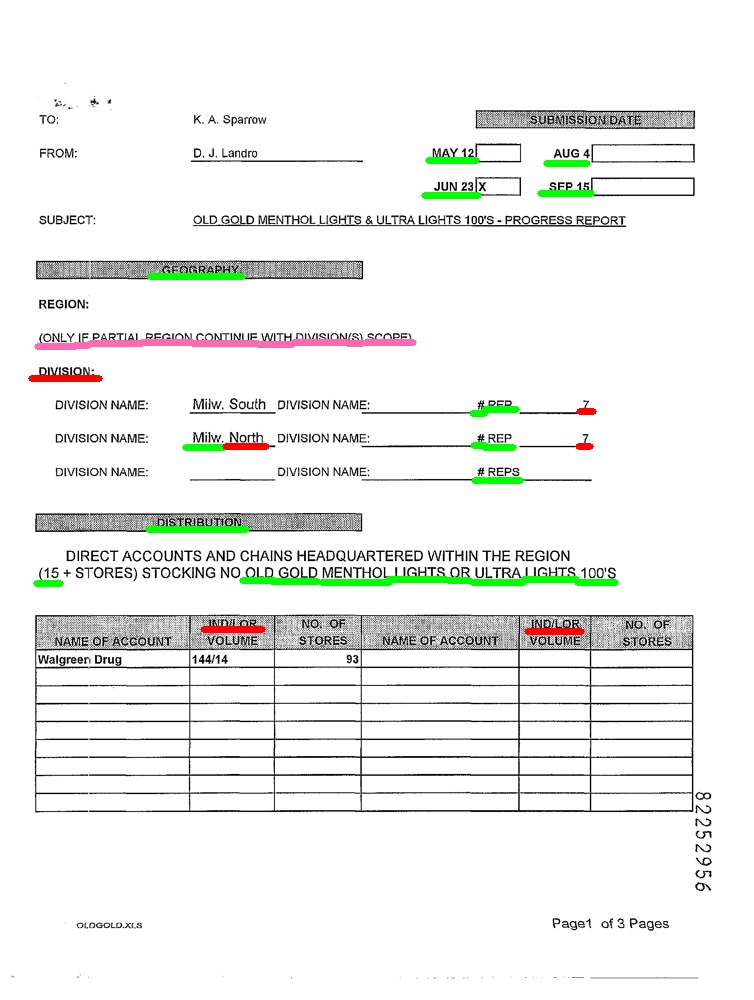 TO: K. A. Sparrow SUBMISSION DATE
FROM: D. J. Landro MAY 12 AUG 4
JUN 23 X SEP 15
SUBJECT: OLD GOLD MENTHOL LIGHTS & ULTRA LIGHTS 100'S - PROGRESS REPORT
GEOGRAPHY
REGION:
(ONLY IF PARTIAL REGION CONTINUE WITH DIVISION(S) SCOPE)
DIVISION:
DIVISION NAME: Milw. South DIVISION NAME: # REP 7
DIVISION NAME: Milw. North DIVISION NAME: # REP 7
DIVISION NAME: DIVISION NAME: # REPS
DISTRIBUTION
DIRECT ACCOUNTS AND CHAINS HEADQUARTERED WITHIN THE REGION
(15 + STORES) STOCKING NO OLD GOLD MENTHOL LIGHTS OR ULTRA LIGHTS 100'S
IND/LOR NO. OF IND/LOR NO. OF
NAME OF ACCOUNT VOLUME STORES NAME OF ACCOUNT VOLUME STORES
Walgreen Drug 144/14 93
82252956
OLDGOLD.XLS Page1 of 3 Pages